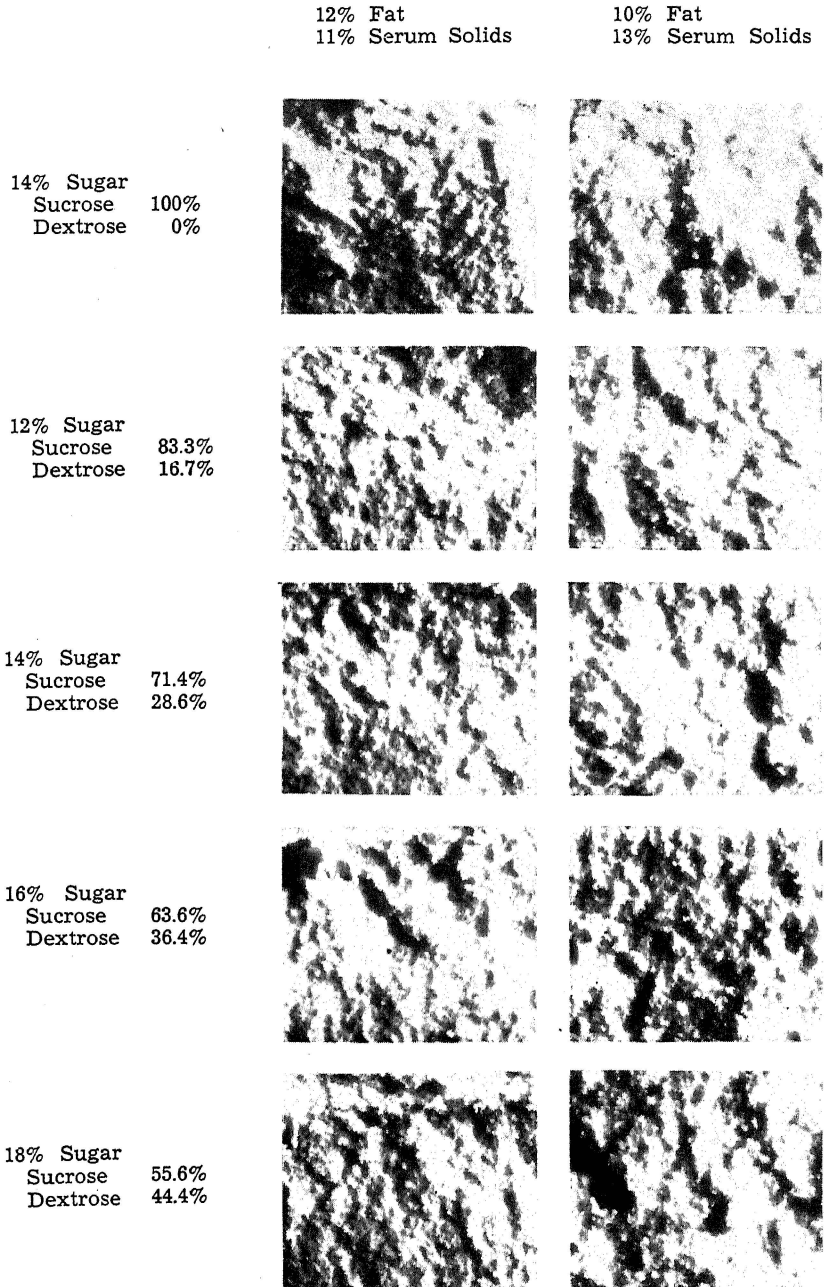 12% Fat
11% Serum Solids
10% Fat
13% Serum Solids
14% Sugar
Sucrose 100%
Dextrose 0%
12% Sugar
Sucrose 83.3%
Dextrose 16.7%
14% Sugar
Sucrose 71.4%
Dextrose 28.6%
16% Sugar
Sucrose 63.6%
Dextrose 36.4%
18% Sugar
Sucrose 55.6%
Dextrose 44.4%